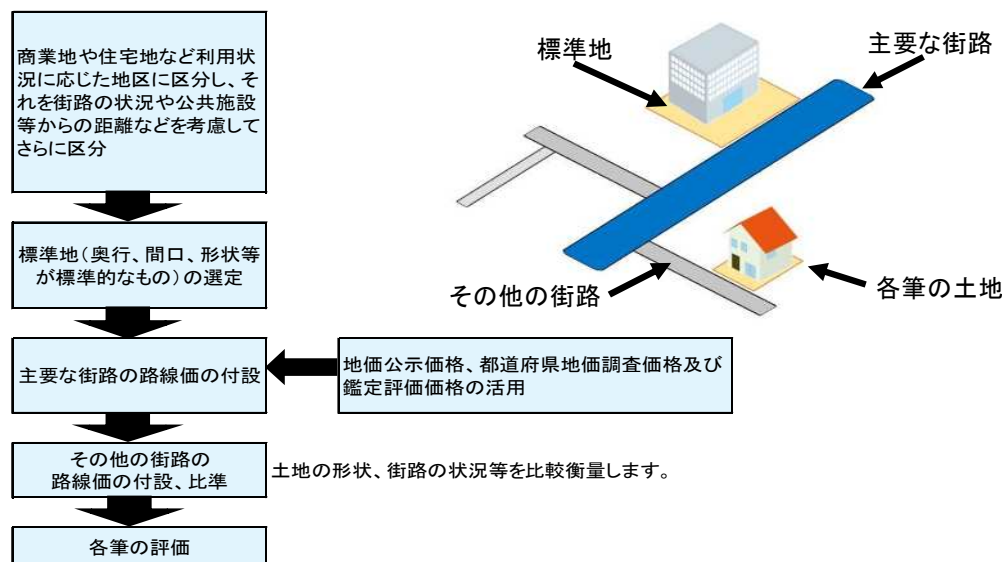 商業地や住宅地など利用状
況に応じた地区に区分し、そ
れを街路の状況や公共施設
等からの距離などを考慮して
さらに区分
標準地（奥行、間口、形状等
が標準的なもの）の選定
主要な街路の路線価の付設
地価公示価格、都道府県地価調査価格及び
鑑定評価価格の活用
その他の街路の
路線価の付設、比準
土地の形状、街路の状況等を比較衡量します。
各筆の評価
標準地
主要な街路
その他の街路
各筆の土地